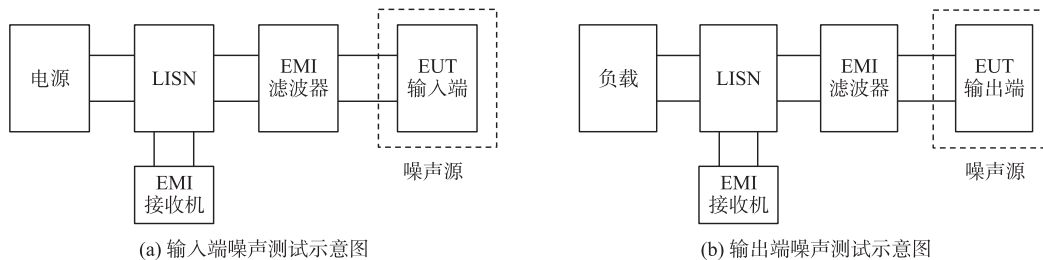 电源
LISN
EMI
滤波器
EUT
输入端
噪声源
EMI
接收机
(a) 输入端噪声测试示意图
负载
LISN
EMI
滤波器
EUT
输出端
噪声源
EMI
接收机
(b) 输出端噪声测试示意图